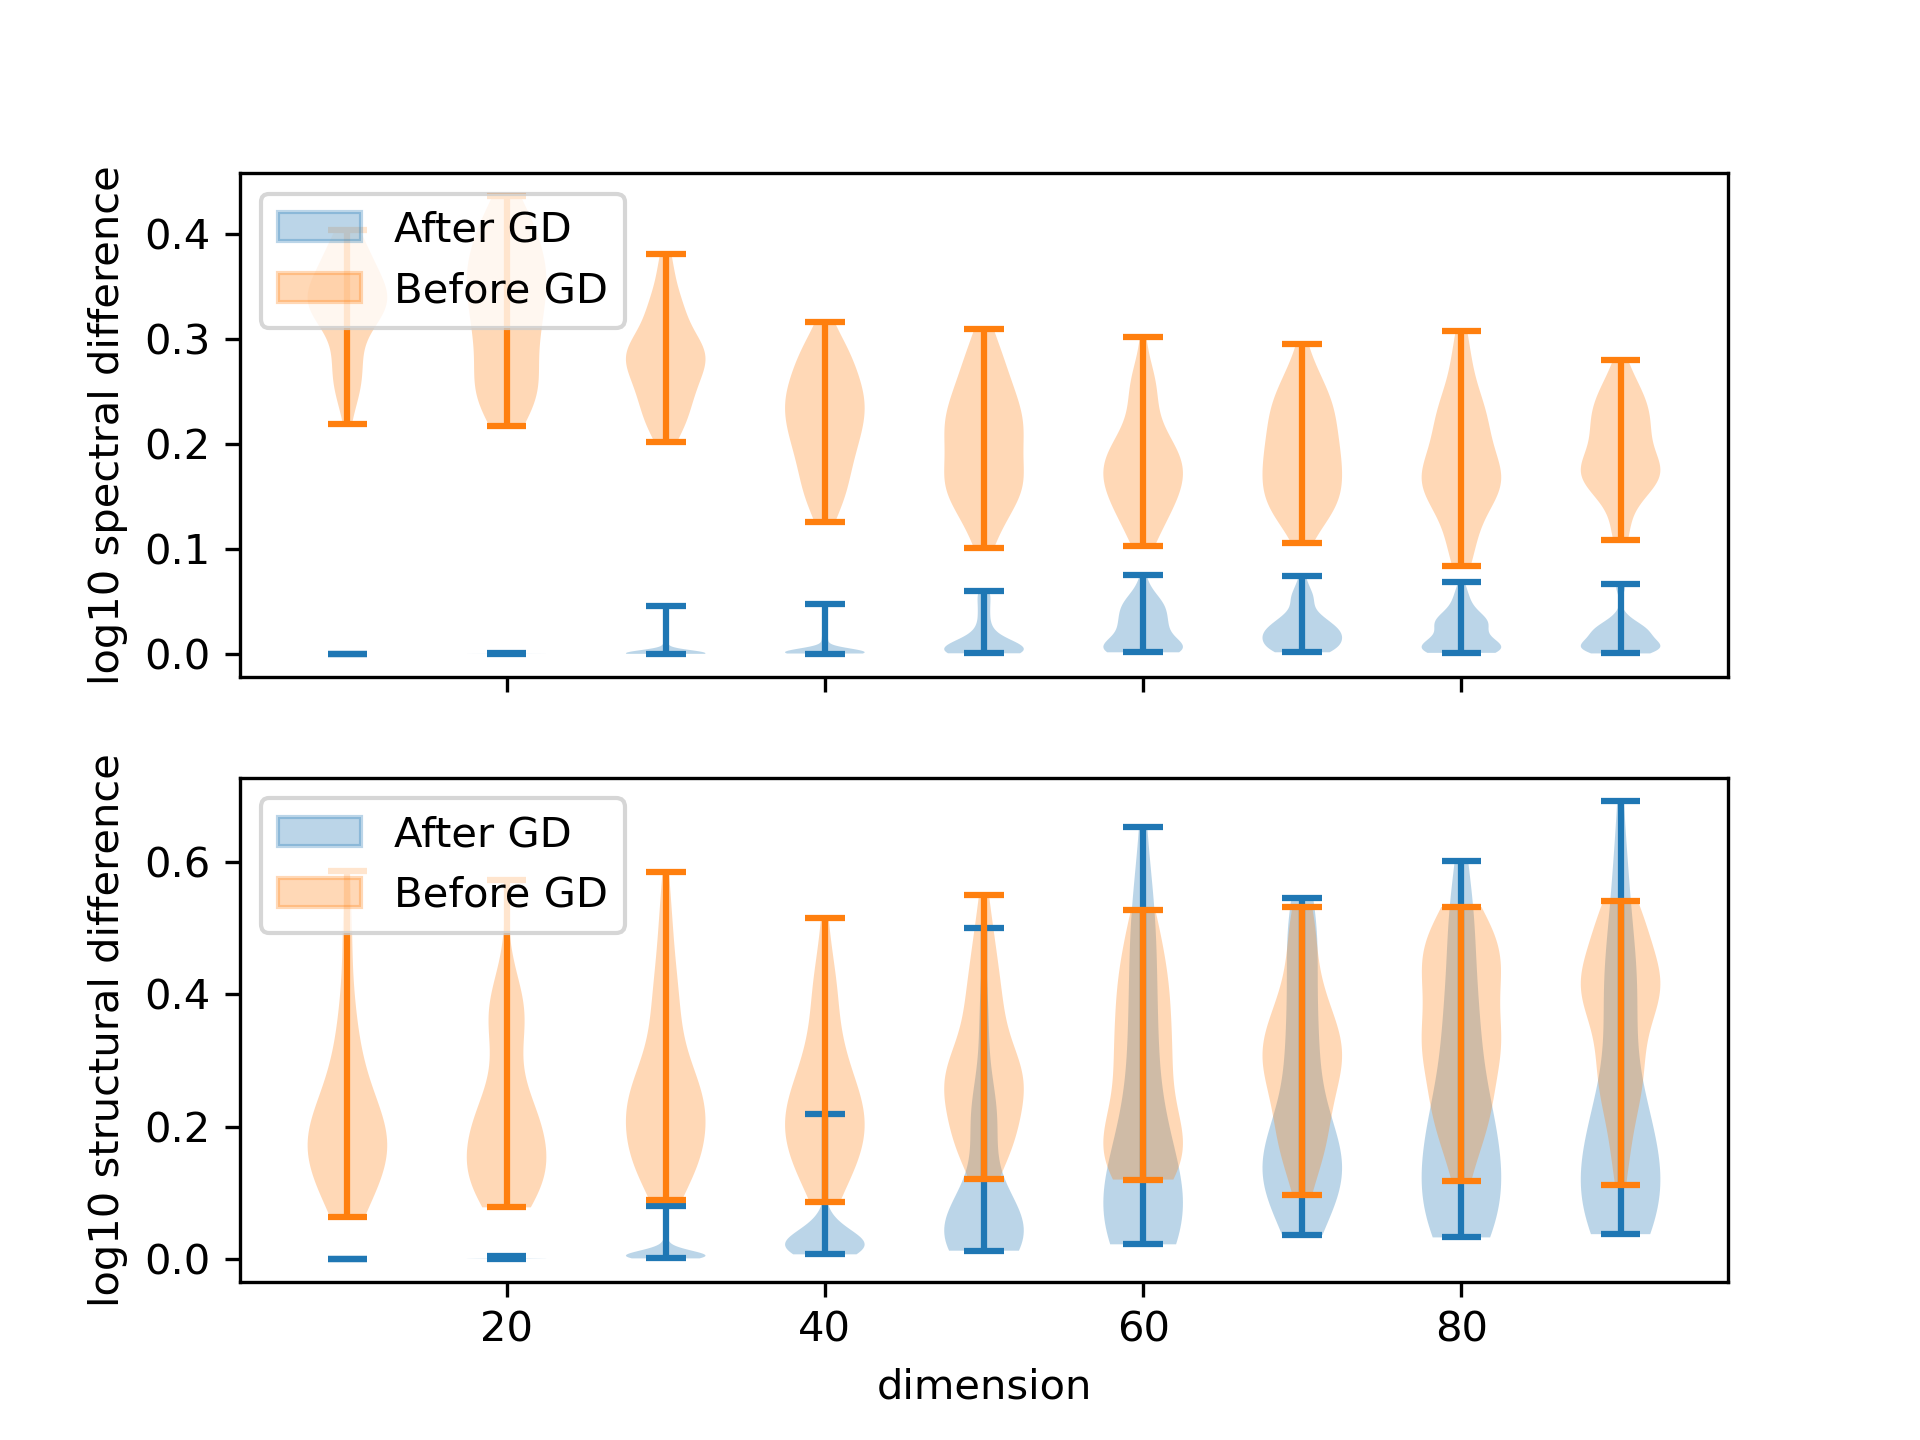 log10 spectral difference
0.4
0.3
0.2
0.1
0.0
After GD
Before GD
log10 structural difference
0.6
0.4
0.2
0.0
After GD
Before GD
20
40
60
80
dimension